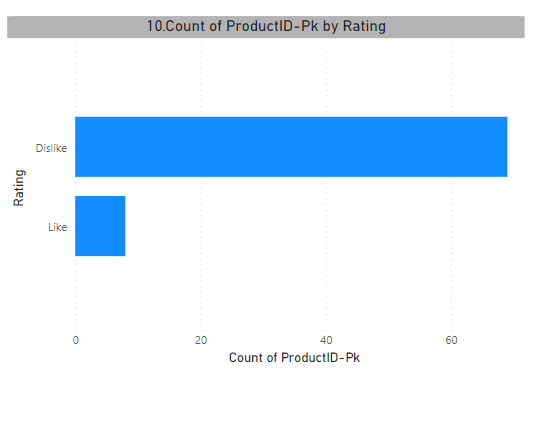 10.Count of ProductID-Pk by Rating
Rating
Dislike
Like
0 20 40 60
Count of ProductID-Pk